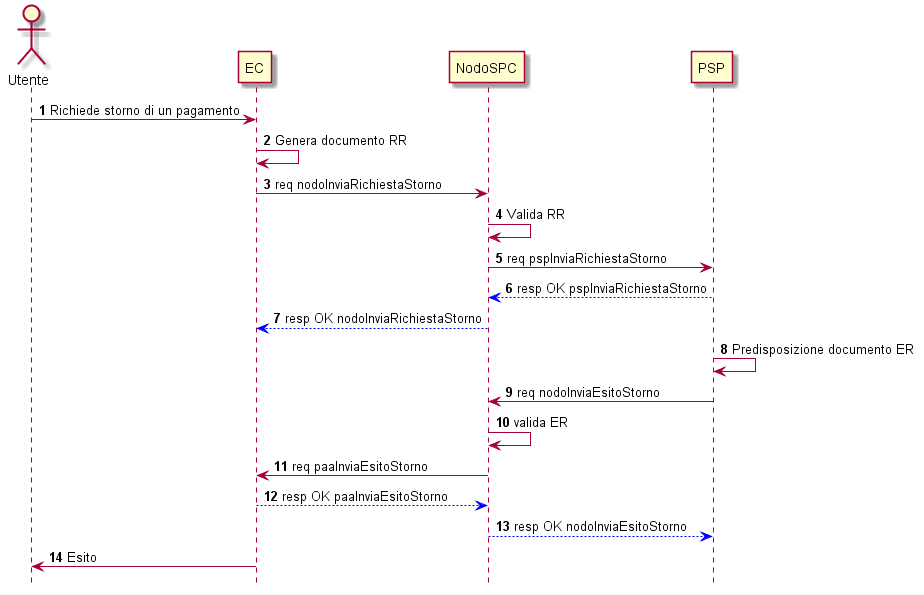 Utente
EC
NodoSPC
PSP
1 Richiede storno di un pagamento
2 Genera documento RR
3 req nodoInviaRichiestaStorno
4 Valida RR
5 req pspInviaRichiestaStorno
6 resp OK pspInviaRichiestaStorno
7 resp OK nodoInviaRichiestaStorno
8 Predisposizione documento ER
9 req nodoInviaEsitoStorno
10 valida ER
11 req paaInviaEsitoStorno
12 resp OK paaInviaEsitoStorno
13 resp OK nodoInviaEsitoStorno
14 Esito